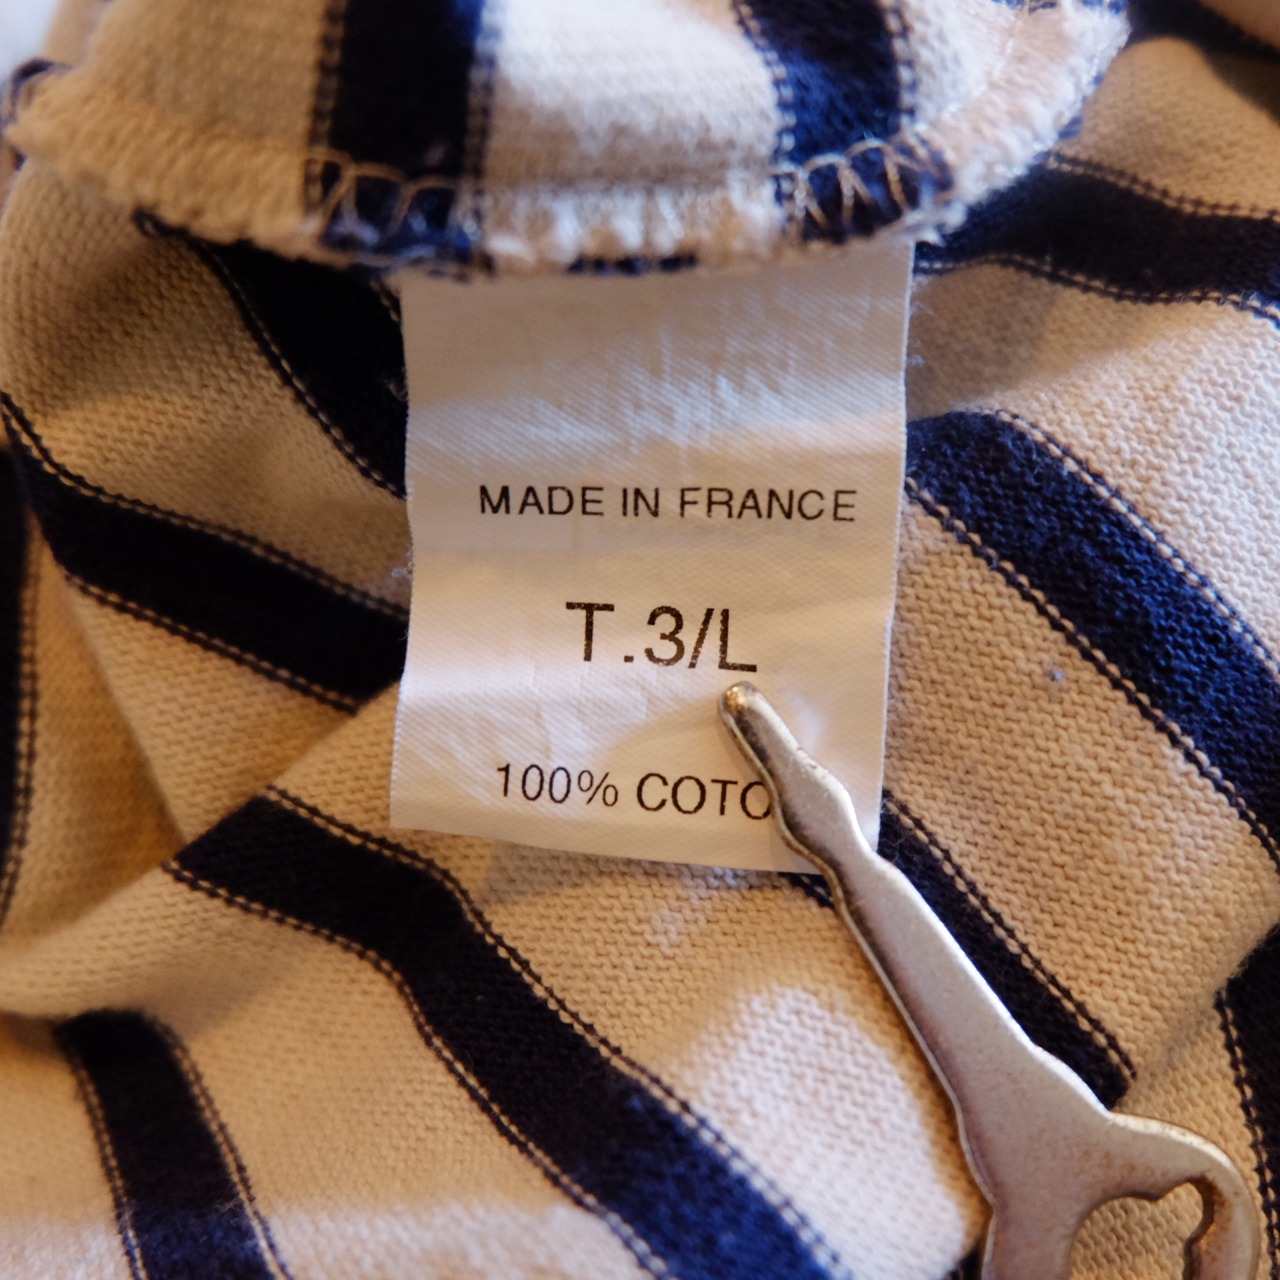 MADE IN FRANCE
T.3/L
100% COTO